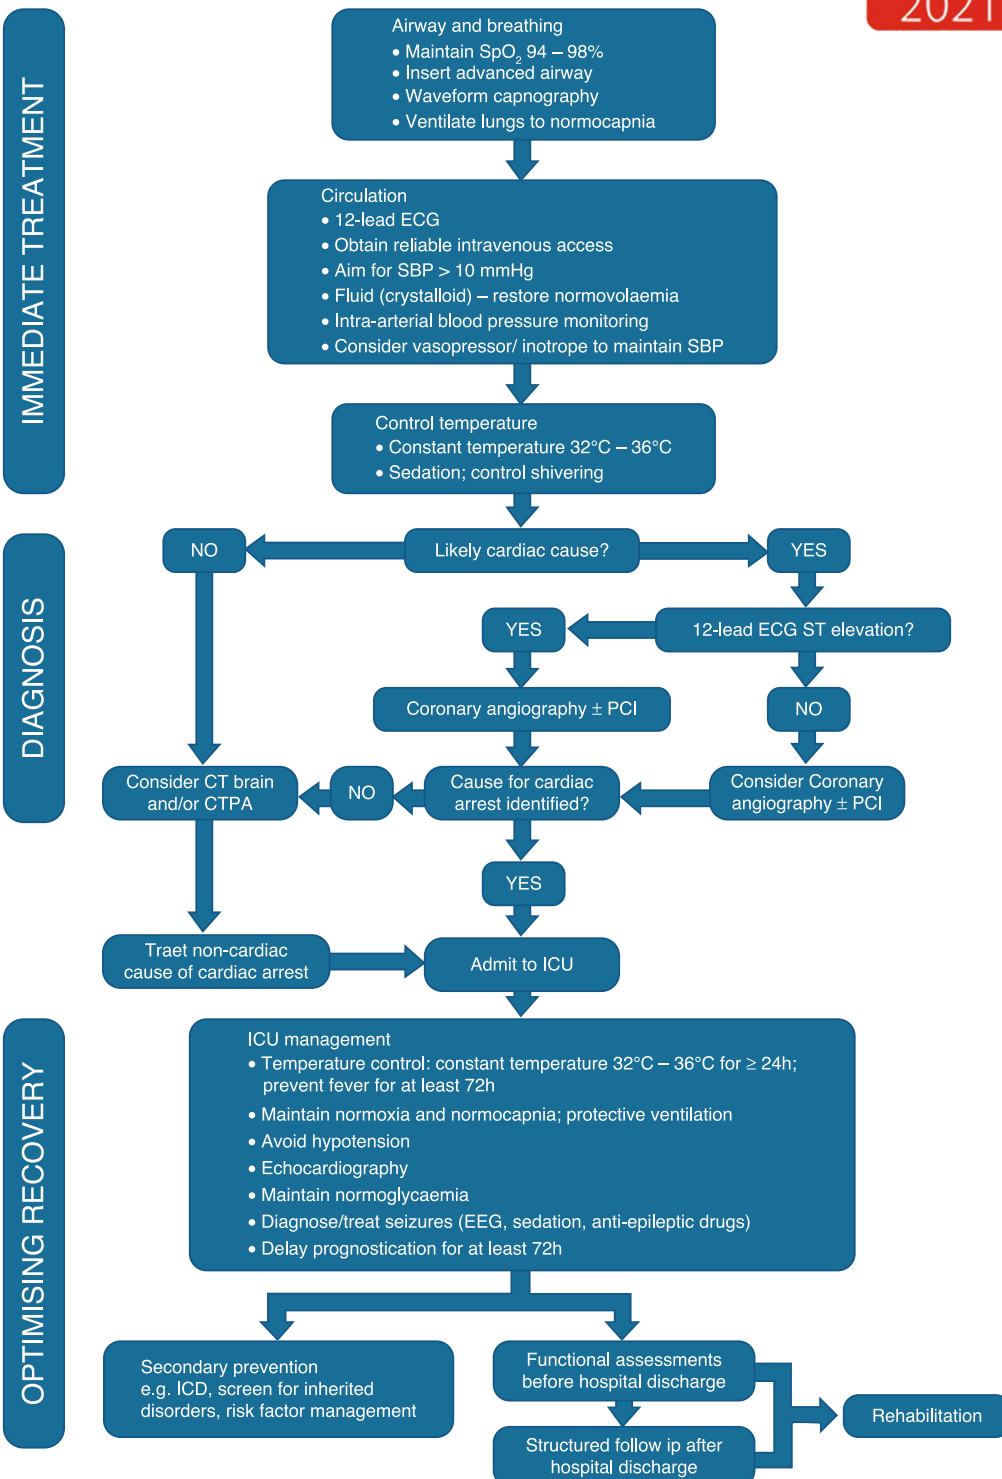 2021
IMMEDIATE TREATMENT
Airway and breathing
• Maintain SpO₂ 94 – 98%
• Insert advanced airway
• Waveform capnography
• Ventilate lungs to normocapnia
Circulation
• 12-lead ECG
• Obtain reliable intravenous access
• Aim for SBP > 10 mmHg
• Fluid (crystalloid) – restore normovolaemia
• Intra-arterial blood pressure monitoring
• Consider vasopressor/ inotrope to maintain SBP
Control temperature
• Constant temperature 32°C – 36°C
• Sedation; control shivering
DIAGNOSIS
NO
Likely cardiac cause?
YES
YES
12-lead ECG ST elevation?
Coronary angiography ± PCI
NO
Consider CT brain
and/or CTPA
NO
Cause for cardiac
arrest identified?
Consider Coronary
angiography ± PCI
YES
Traet non-cardiac
cause of cardiac arrest
Admit to ICU
OPTIMISING RECOVERY
ICU management
• Temperature control: constant temperature 32°C – 36°C for ≥ 24h;
prevent fever for at least 72h
• Maintain normoxia and normocapnia; protective ventilation
• Avoid hypotension
• Echocardiography
• Maintain normoglycaemia
• Diagnose/treat seizures (EEG, sedation, anti-epileptic drugs)
• Delay prognostication for at least 72h
Secondary prevention
e.g. ICD, screen for inherited
disorders, risk factor management
Functional assessments
before hospital discharge
Structured follow ip after
hospital discharge
Rehabilitation